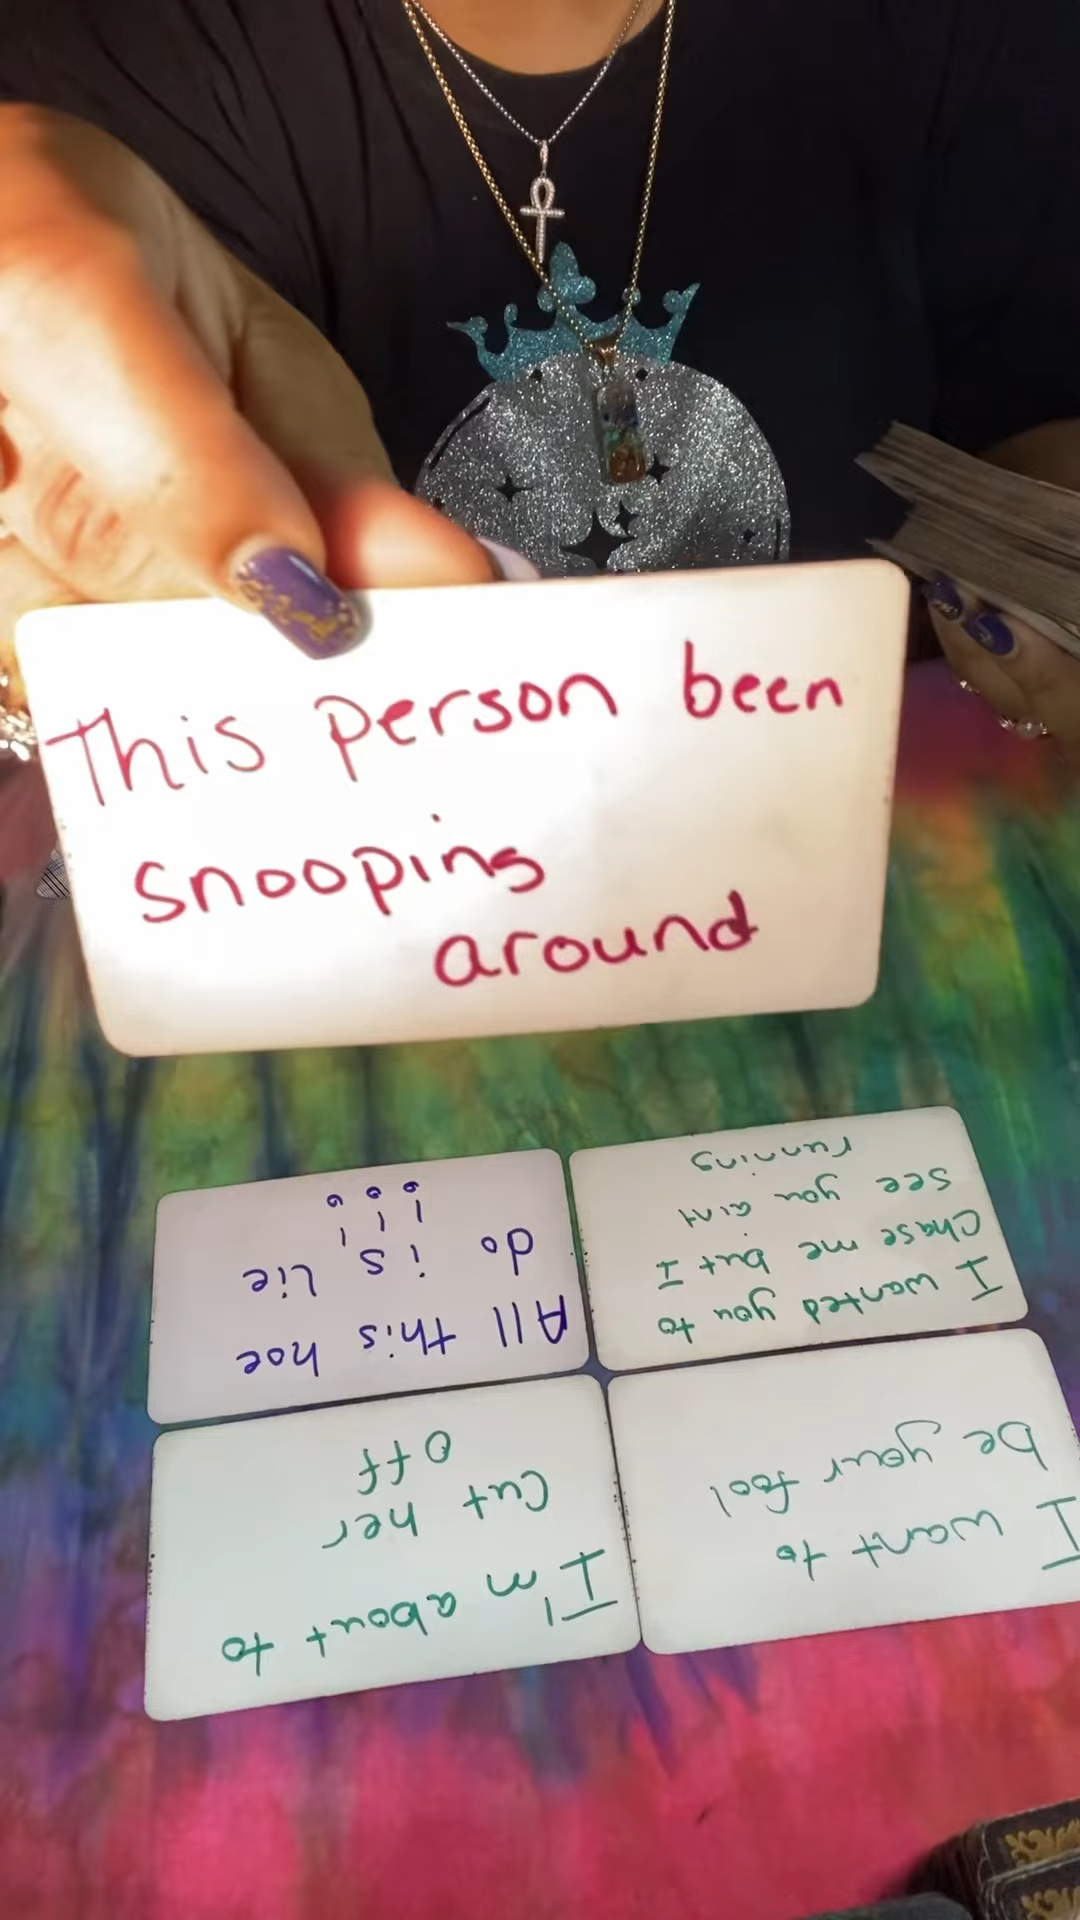 This person been
snooping
around
All this hoe
do is Lie
!!!
I wanted you to
chase me but I
see you aint
running
I'm about to
Cut her
Off
I want to
be your fool